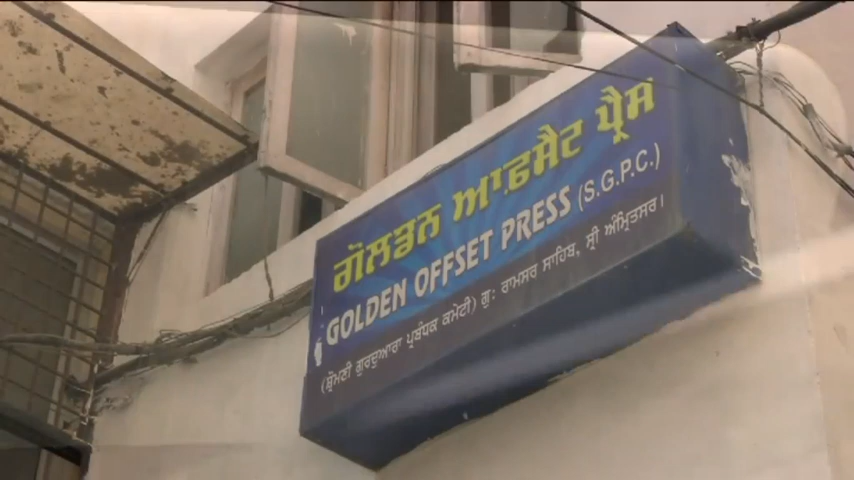 ਗੋਲਡਨ ਆਫ਼ਸੈਟ ਪ੍ਰੈਸ
GOLDEN OFFSET PRESS (S.G.P.C.)
(ਸ਼੍ਰੋਮਣੀ ਗੁਰਦੁਆਰਾ ਪ੍ਰਬੰਧਕ ਕਮੇਟੀ) ਗੁ: ਰਾਮਸਰ ਸਾਹਿਬ, ਸ੍ਰੀ ਅੰਮ੍ਰਿਤਸਰ।